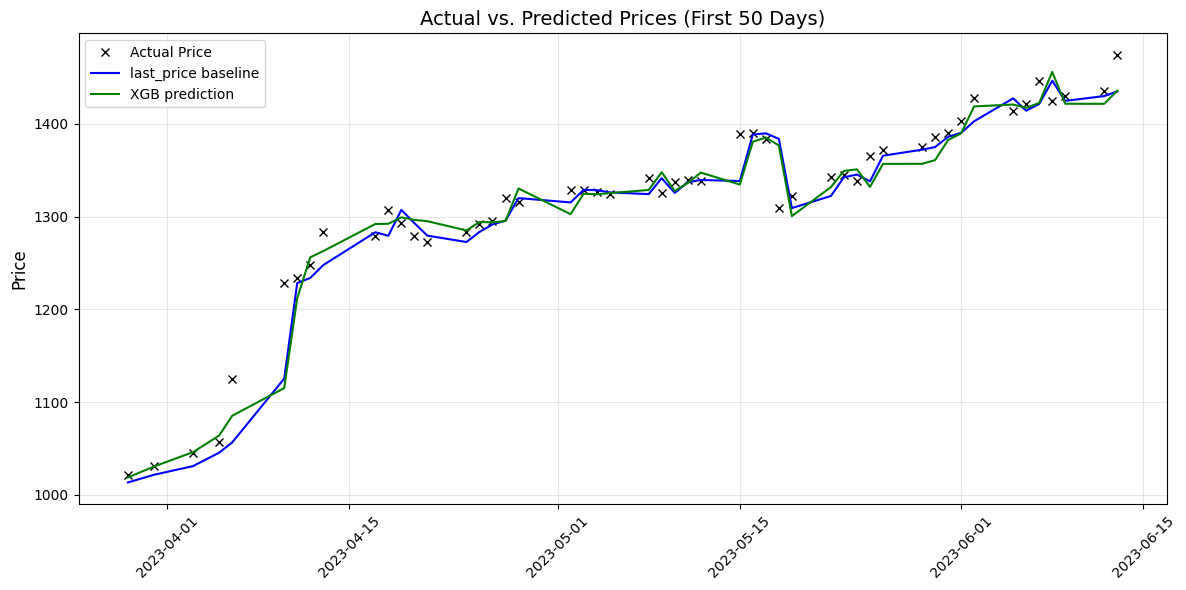 Actual vs. Predicted Prices (First 50 Days)
Actual Price
last_price baseline
XGB prediction
Price
1400
1300
1200
1100
1000
2023-04-01
2023-04-15
2023-05-01
2023-05-15
2023-06-01
2023-06-15